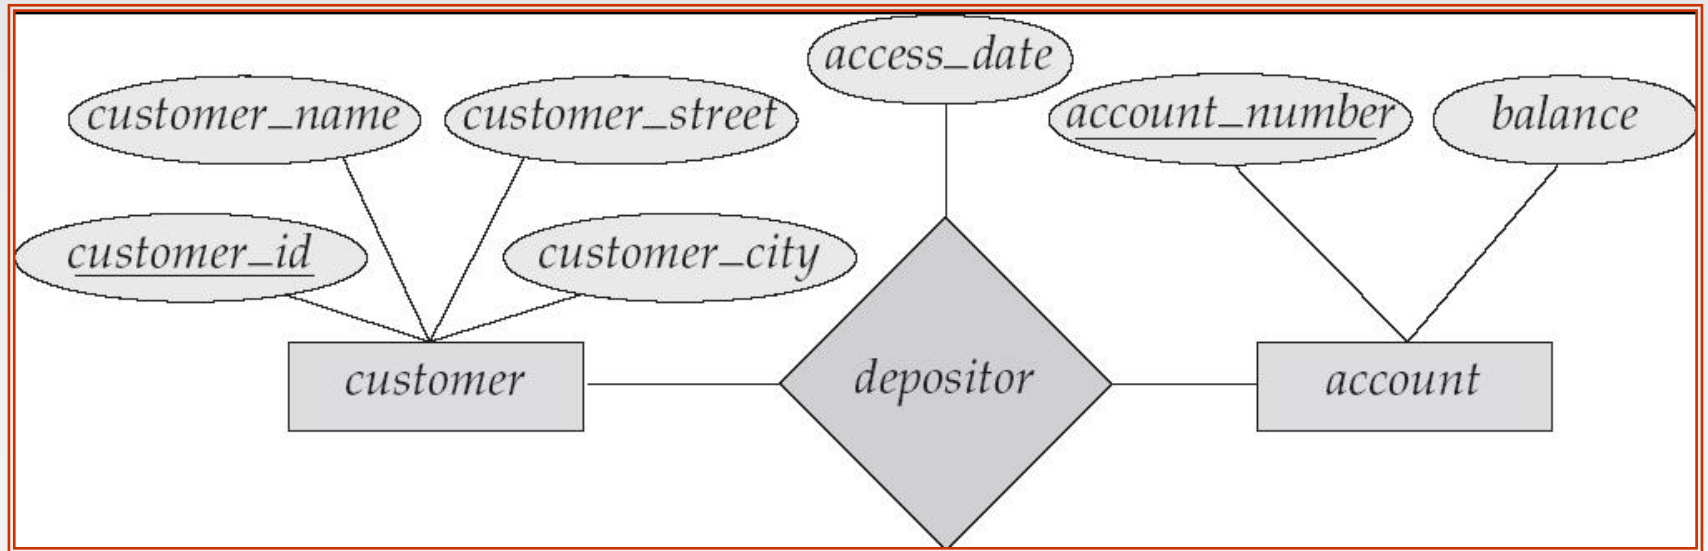 access_date
customer_name
customer_street
account_number
balance
customer_id
customer_city
customer
depositor
account